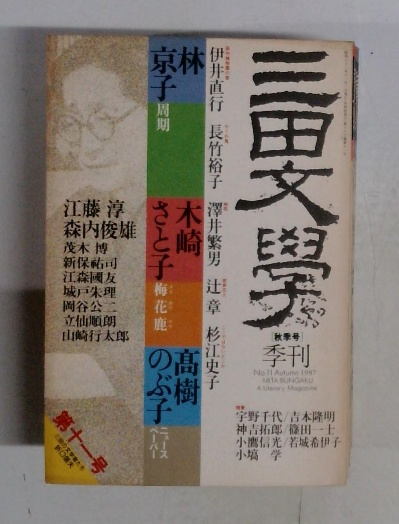 三田文學
[秋季号]
季刊
No.11 Autumn 1987
MITA BUNGAKU
A Literary Magazine
伊井直行
長竹裕子
澤井繁男
辻 章
杉江史子
特集
宇野千代/吉本隆明
神吉拓郎/篠田一士
小鷹信光/若城希伊子
小塙 学
林京子
周期
木崎さと子
梅花鹿
髙樹のぶ子
ニュースペーパー
江藤 淳
森内俊雄
茂木 博
新保祐司
江森國友
城戸朱理
岡谷公二
立仙順朗
山崎行太郎
第十一号